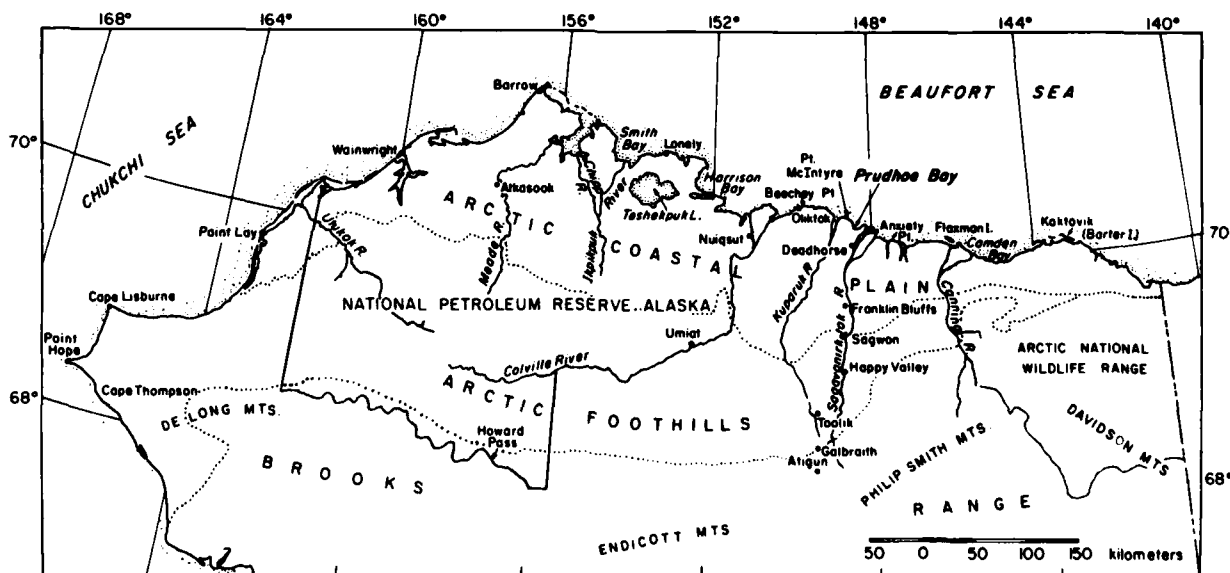 168° 164° 160° 156° 152° 148° 144° 140°
BEAUFORT SEA
CHUKCHI SEA
70°
Barrow
Wainwright
Smith Bay
Lonely
Harrison Bay
Pt. McIntyre
Prudhoe Bay
Beechey Pt
Oliktok
Atkasook
River
Teshekpuk L.
Anxiety Pt.
Flaxman I.
Kaktovik
(Barter I.)
Camden Bay
70
Point Lay
Utukok R.
Meade R.
Ikpikpuk
Nuiqsut
Deadhorse
ARCTIC COASTAL PLAIN
Kuparuk R.
Sagavanirktok R
Canning R.
Franklin Bluffs
Cape Lisburne
NATIONAL PETROLEUM RESERVE ALASKA
Umiat
Sagwon
Point Hope
Happy Valley
ARCTIC NATIONAL
WILDLIFE RANGE
Colville River
Cape Thompson
68°
DE LONG MTS.
ARCTIC FOOTHILLS
Toolik
Howard Pass
Galbraith
Atigun
PHILIP SMITH MTS.
DAVIDSON MTS
68°
BROOKS RANGE
ENDICOTT MTS
50 0 50 100 150 kilometers